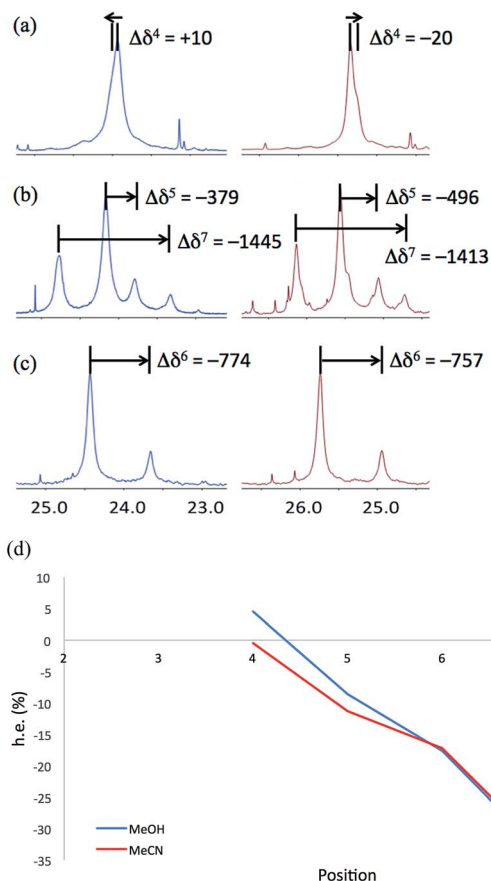 (a)
Δδ⁴ = +10
Δδ⁴ = –20
(b)
Δδ⁵ = –379
Δδ⁷ = –1445
Δδ⁵ = –496
Δδ⁷ = –1413
(c)
Δδ⁶ = –774
Δδ⁶ = –757
25.0 24.0 23.0
26.0 25.0
(d)
10
5
0
2 3 4 5 6
-5
-10
-15
-20
-25
-30
-35
h.e. (%)
MeOH
MeCN
Position